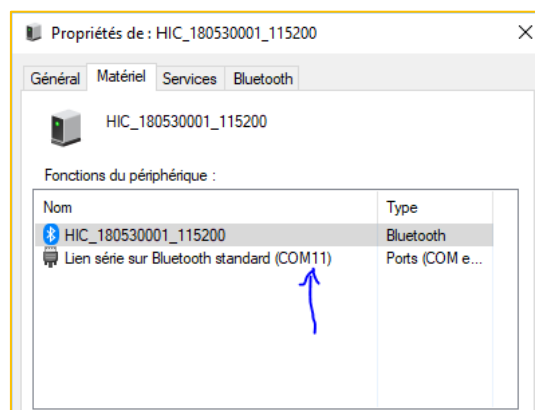 Propriétés de : HIC_180530001_115200
Général Matériel Services Bluetooth
HIC_180530001_115200
Fonctions du périphérique :
Nom Type
HIC_180530001_115200 Bluetooth
Lien série sur Bluetooth standard (COM11) Ports (COM e...